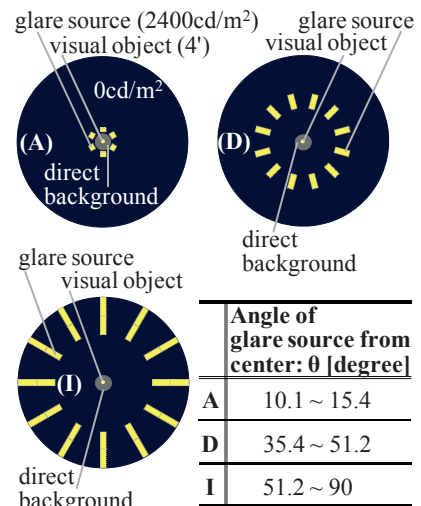 glare source (2400cd/m²)
visual object (4')
0cd/m²
(A)
direct
background
glare source
visual object
(D)
direct
background
glare source
visual object
(I)
direct
background
Angle of
glare source from
center: θ [degree]
A 10.1 ~ 15.4
D 35.4 ~ 51.2
I 51.2 ~ 90